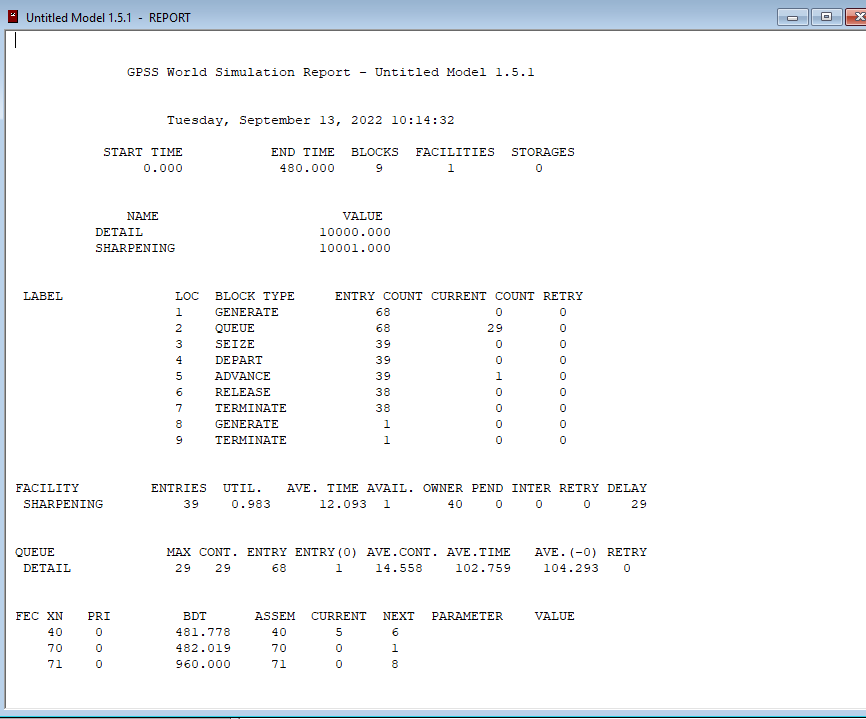 Untitled Model 1.5.1 - REPORT
GPSS World Simulation Report - Untitled Model 1.5.1
Tuesday, September 13, 2022 10:14:32
START TIME END TIME BLOCKS FACILITIES STORAGES
0.000 480.000 9 1 0
NAME VALUE
DETAIL 10000.000
SHARPENING 10001.000
LABEL LOC BLOCK TYPE ENTRY COUNT CURRENT COUNT RETRY
1 GENERATE 68 0 0
2 QUEUE 68 29 0
3 SEIZE 39 0 0
4 DEPART 39 0 0
5 ADVANCE 39 1 0
6 RELEASE 38 0 0
7 TERMINATE 38 0 0
8 GENERATE 1 0 0
9 TERMINATE 1 0 0
FACILITY ENTRIES UTIL. AVE. TIME AVAIL. OWNER PEND INTER RETRY DELAY
SHARPENING 39 0.983 12.093 1 40 0 0 0 29
QUEUE MAX CONT. ENTRY ENTRY(0) AVE.CONT. AVE.TIME AVE.(-0) RETRY
DETAIL 29 29 68 1 14.558 102.759 104.293 0
FEC XN PRI BDT ASSEM CURRENT NEXT PARAMETER VALUE
40 0 481.778 40 5 6
70 0 482.019 70 0 1
71 0 960.000 71 0 8